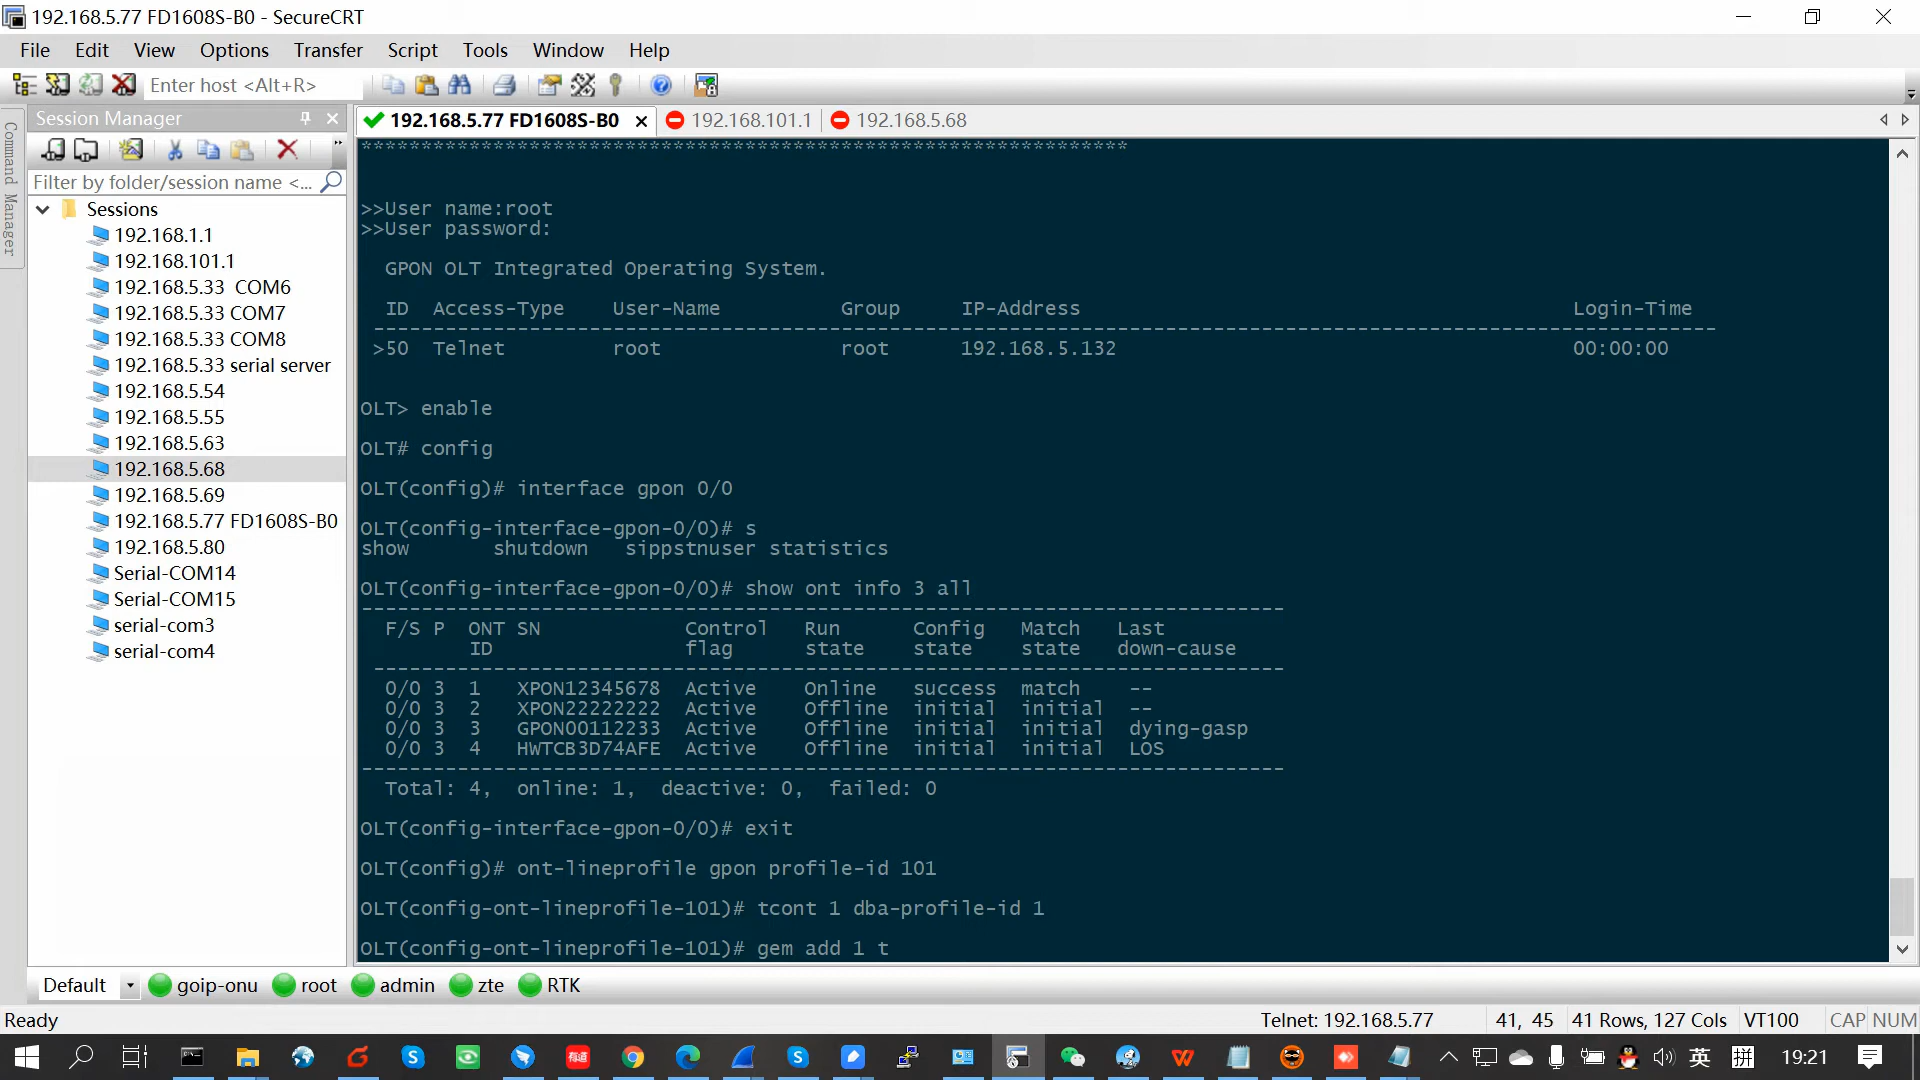 192.168.5.77 FD1608S-B0 - SecureCRT
File Edit View Options Transfer Script Tools Window Help
Enter host <Alt+R>
Command Manager
Session Manager
Filter by folder/session name <...
Sessions
192.168.1.1
192.168.101.1
192.168.5.33 COM6
192.168.5.33 COM7
192.168.5.33 COM8
192.168.5.33 serial server
192.168.5.54
192.168.5.55
192.168.5.63
192.168.5.68
192.168.5.69
192.168.5.77 FD1608S-B0
192.168.5.80
Serial-COM14
Serial-COM15
serial-com3
serial-com4
192.168.5.77 FD1608S-B0 192.168.101.1 192.168.5.68
****************************************************************
>>User name:root
>>User password:
GPON OLT Integrated Operating System.
ID Access-Type User-Name Group IP-Address Login-Time
----------------------------------------------------------------------------------------------------------------
>50 Telnet root root 192.168.5.132 00:00:00
OLT> enable
OLT# config
OLT(config)# interface gpon 0/0
OLT(config-interface-gpon-0/0)# s
show shutdown sippstnuser statistics
OLT(config-interface-gpon-0/0)# show ont info 3 all
-----------------------------------------------------------------------------
F/S P ONT SN Control Run Config Match Last
ID flag state state state down-cause
----------------------------------------------------------------------------
0/0 3 1 XPON12345678 Active Online success match --
0/0 3 2 XPON22222222 Active Offline initial initial --
0/0 3 3 GPON00112233 Active Offline initial initial dying-gasp
0/0 3 4 HWTCB3D74AFE Active Offline initial initial LOS
-----------------------------------------------------------------------------
Total: 4, online: 1, deactive: 0, failed: 0
OLT(config-interface-gpon-0/0)# exit
OLT(config)# ont-lineprofile gpon profile-id 101
OLT(config-ont-lineprofile-101)# tcont 1 dba-profile-id 1
OLT(config-ont-lineprofile-101)# gem add 1 t
Default goip-onu root admin zte RTK
Ready Telnet: 192.168.5.77 41, 45 41 Rows, 127 Cols VT100 CAP NUM
有道 英 拼 19:21